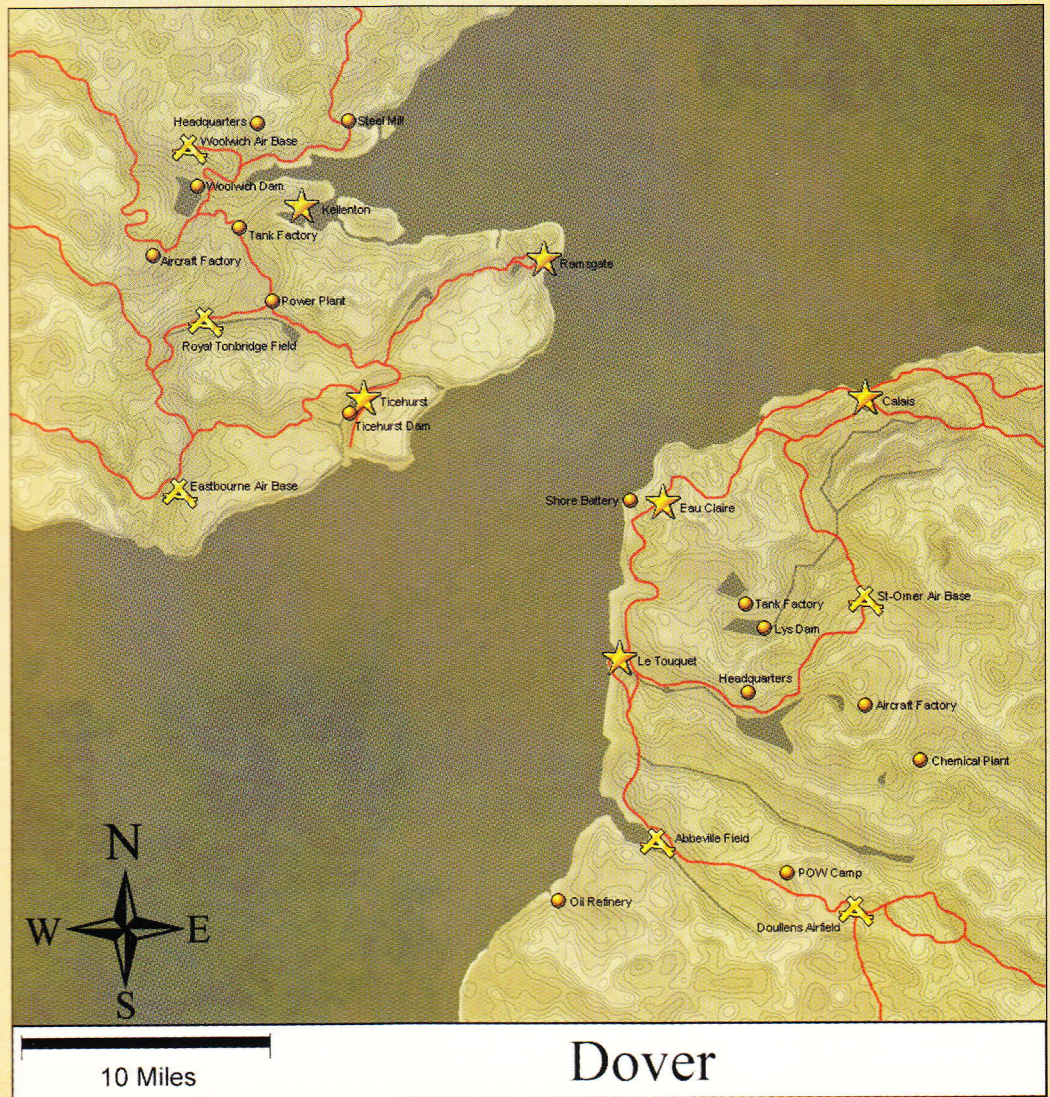 Headquarters
Steel Mill
Woolwich Air Base
Woolwich Dam
Kellenton
Tank Factory
Aircraft Factory
Ramsgate
Power Plant
Royal Tonbridge Field
Ticehurst
Ticehurst Dam
Calais
Eastbourne Air Base
Shore Battery
Eau Claire
Tank Factory
St-Omer Air Base
Lys Dam
Le Touquet
Headquarters
Aircraft Factory
Chemical Plant
Abbeville Field
POW Camp
Oil Refinery
Doullens Airfield
N
W
E
S
10 Miles
Dover